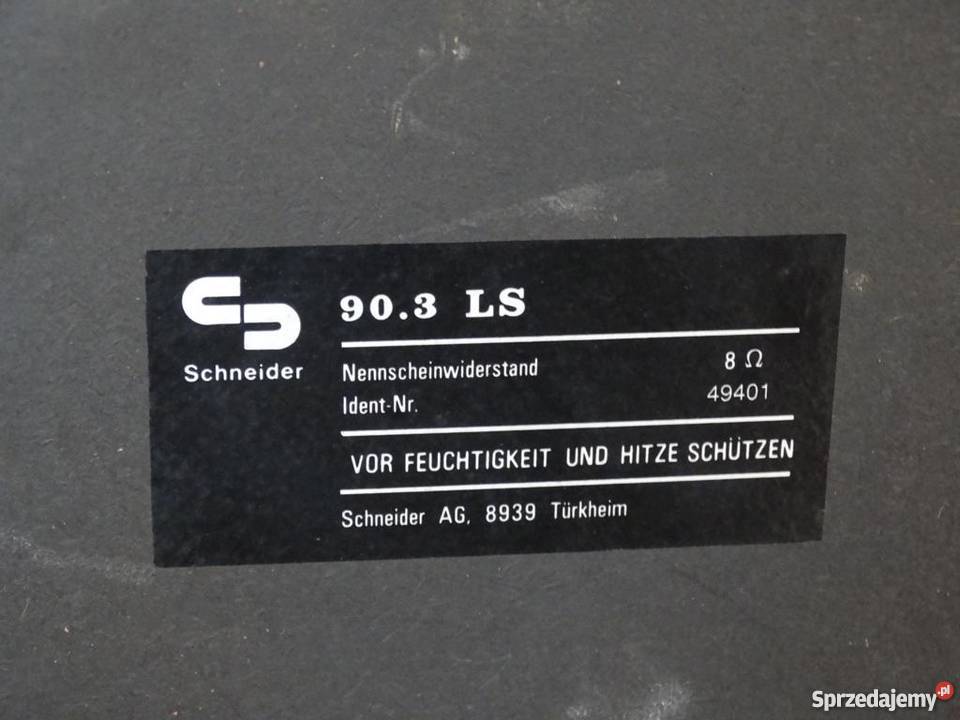 90.3 LS
Schneider
Nennscheinwiderstand 8 Ω
Ident-Nr. 49401
VOR FEUCHTIGKEIT UND HITZE SCHÜTZEN
Schneider AG, 8939 Türkheim
Sprzedajemy.pl